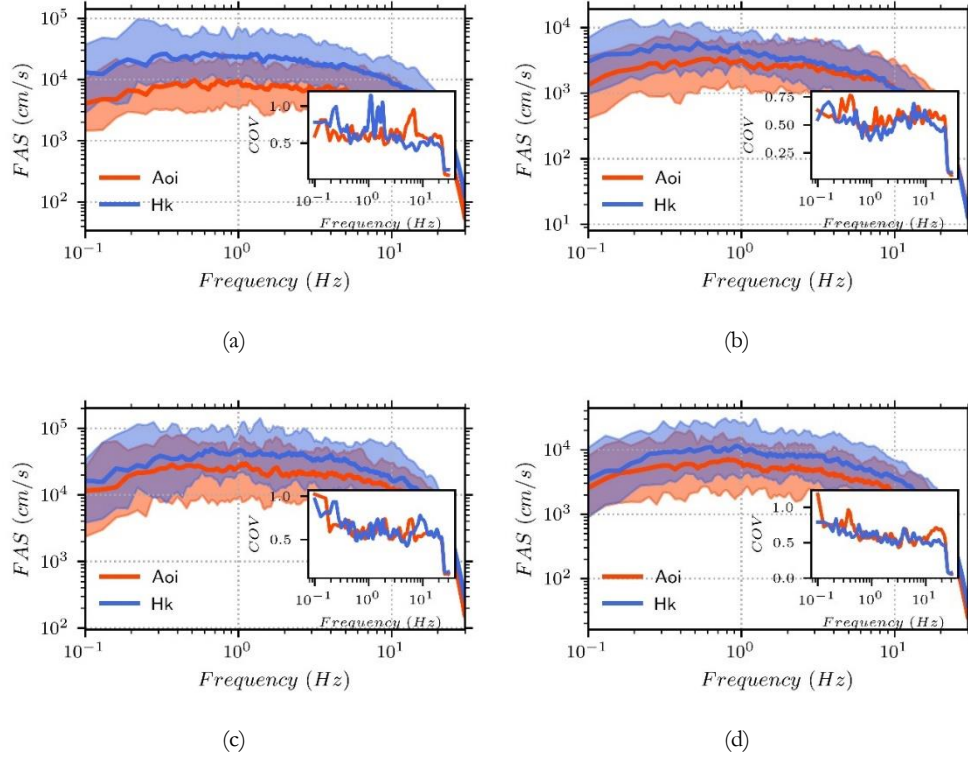 10^5
10^4
10^3
10^2
FAS (cm/s)
1.0
0.5
COV
10^-1 10^0 10^1
Frequency (Hz)
Aoi
Hk
10^-1 10^0 10^1
Frequency (Hz)
(a)
10^4
10^3
10^2
10^1
FAS (cm/s)
0.75
0.50
0.25
COV
10^-1 10^0 10^1
Frequency (Hz)
Aoi
Hk
10^-1 10^0 10^1
Frequency (Hz)
(b)
10^5
10^4
10^3
10^2
FAS (cm/s)
1.0
0.5
COV
10^-1 10^0 10^1
Frequency (Hz)
Aoi
Hk
10^-1 10^0 10^1
Frequency (Hz)
(c)
10^4
10^3
10^2
FAS (cm/s)
1.0
0.5
0.0
COV
10^-1 10^0 10^1
Frequency (Hz)
Aoi
Hk
10^-1 10^0 10^1
Frequency (Hz)
(d)